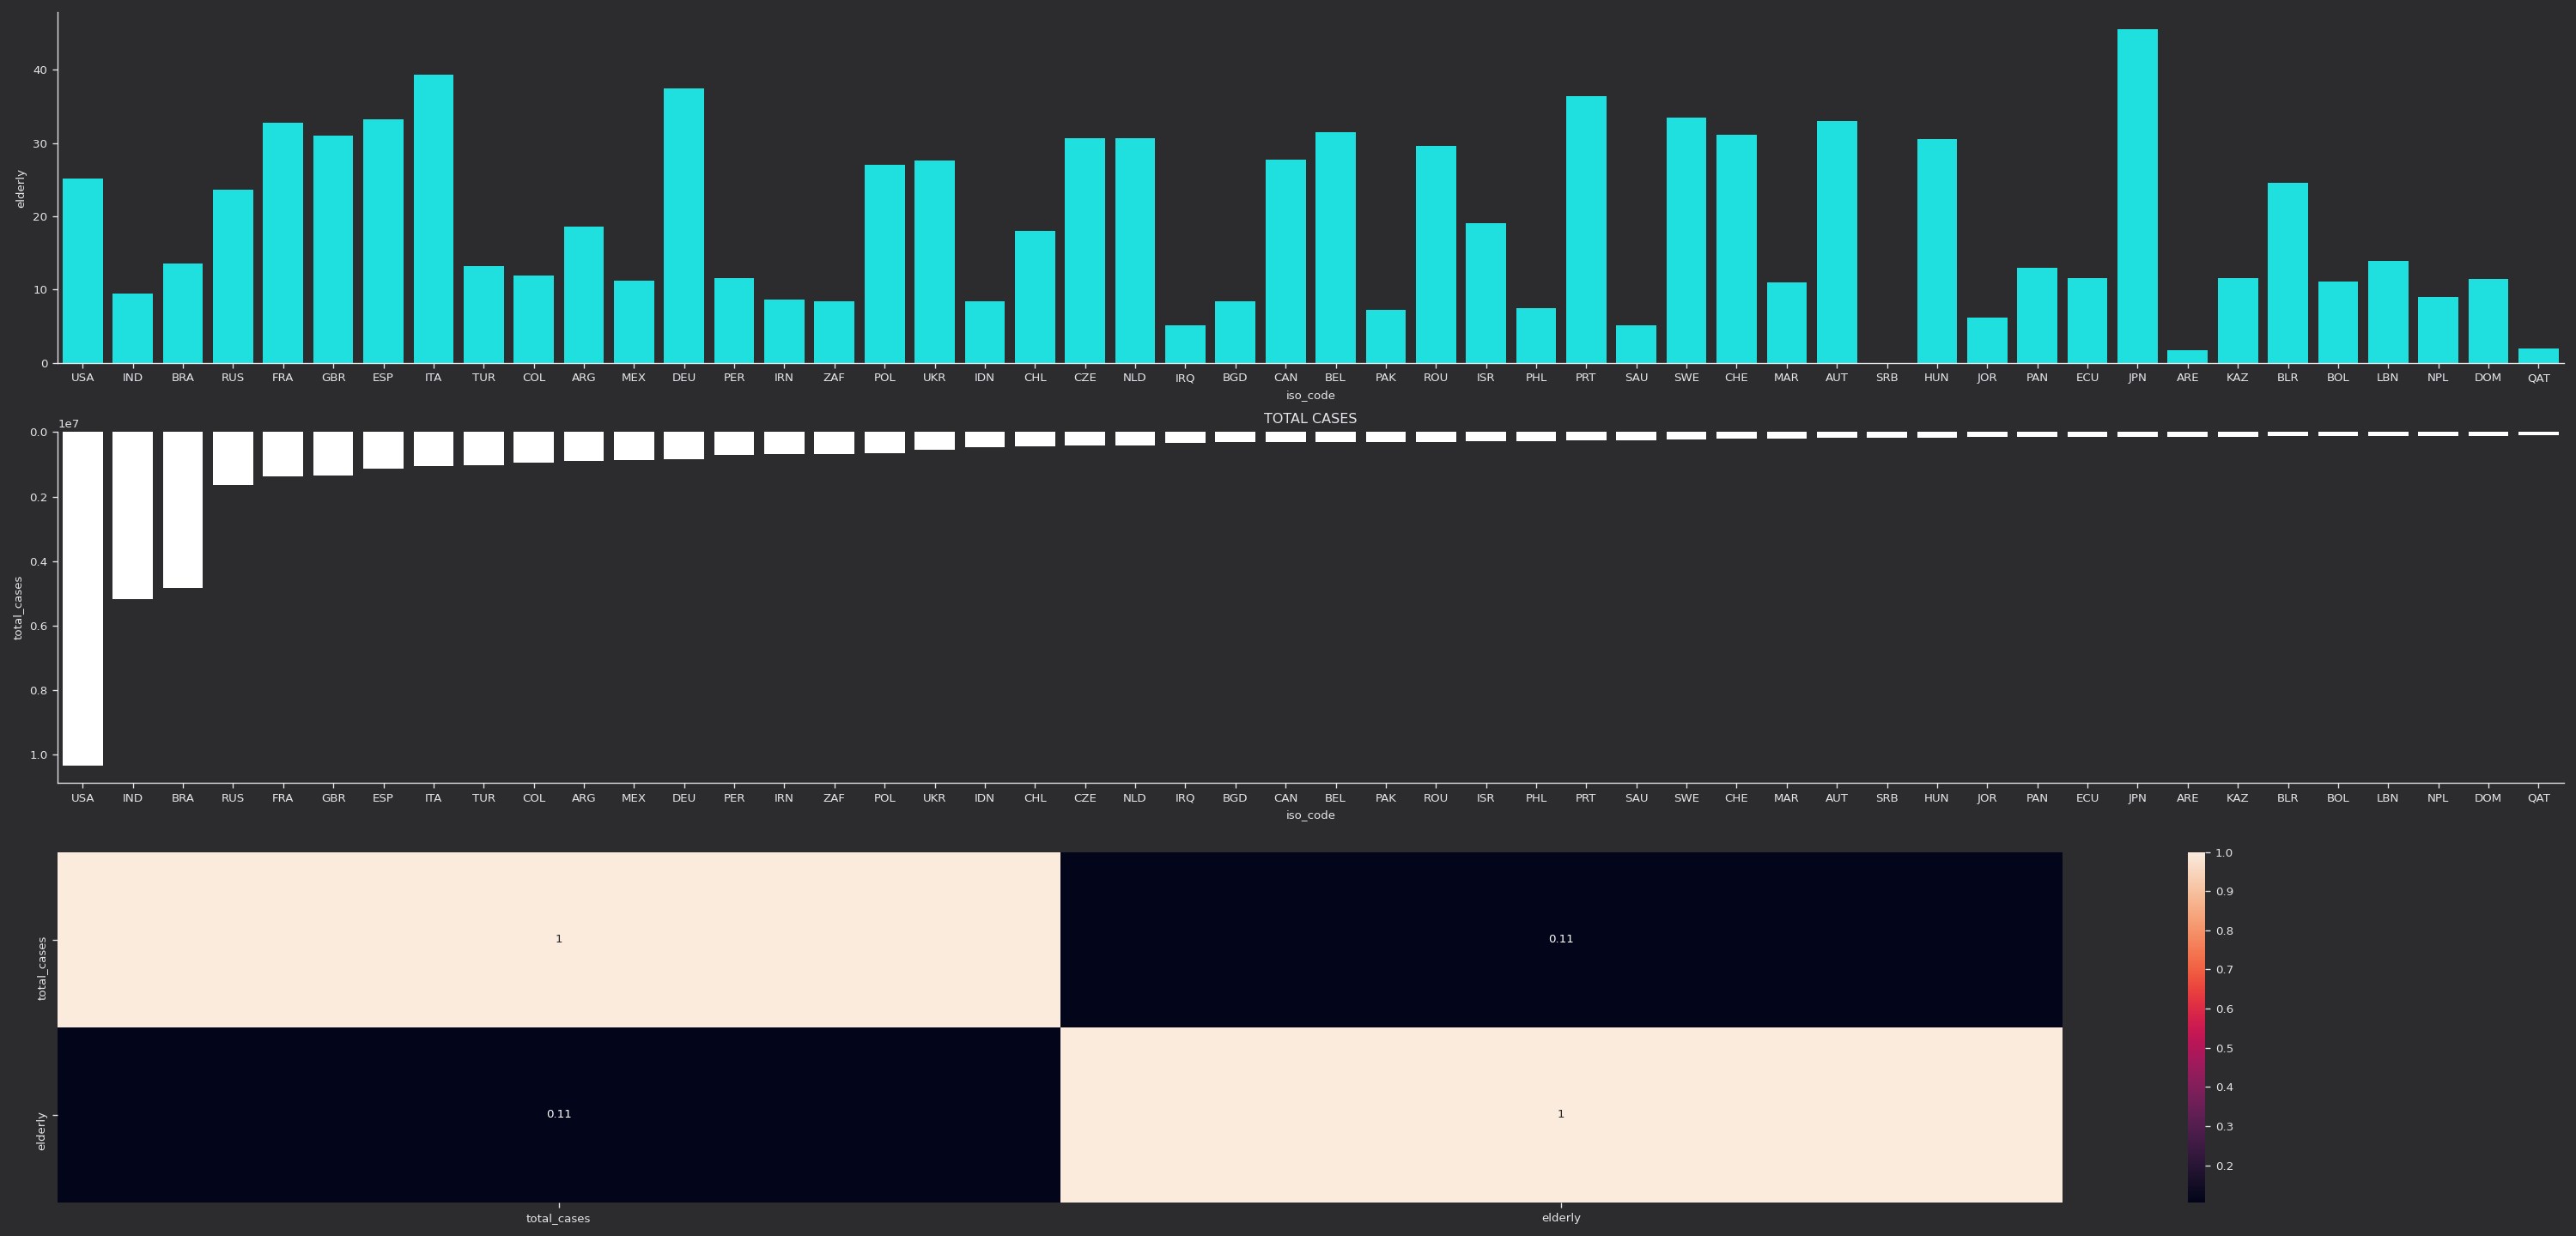 40
30
20
10
0
elderly
USA IND BRA RUS FRA GBR ESP ITA TUR COL ARG MEX DEU PER IRN ZAF POL UKR IDN CHL CZE NLD IRQ BGD CAN BEL PAK ROU ISR PHL PRT SAU SWE CHE MAR AUT SRB HUN JOR PAN ECU JPN ARE KAZ BLR BOL LBN NPL DOM QAT
iso_code
TOTAL CASES
1e7
0.0
0.2
0.4
0.6
0.8
1.0
total_cases
USA IND BRA RUS FRA GBR ESP ITA TUR COL ARG MEX DEU PER IRN ZAF POL UKR IDN CHL CZE NLD IRQ BGD CAN BEL PAK ROU ISR PHL PRT SAU SWE CHE MAR AUT SRB HUN JOR PAN ECU JPN ARE KAZ BLR BOL LBN NPL DOM QAT
iso_code
total_cases
1 0.11
elderly
0.11 1
total_cases elderly
1.0
0.9
0.8
0.7
0.6
0.5
0.4
0.3
0.2